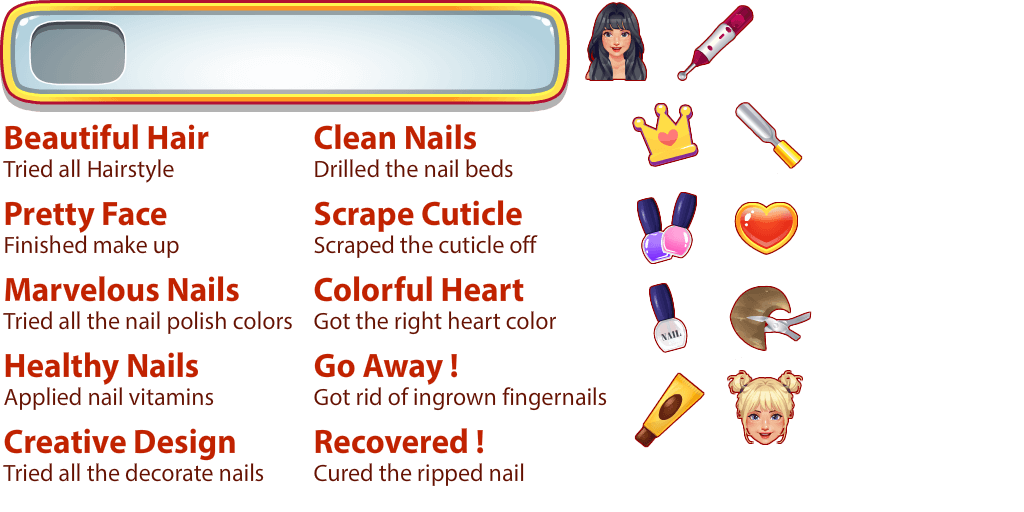 Beautiful Hair
Tried all Hairstyle
Pretty Face
Finished make up
Marvelous Nails
Tried all the nail polish colors
Healthy Nails
Applied nail vitamins
Creative Design
Tried all the decorate nails
Clean Nails
Drilled the nail beds
Scrape Cuticle
Scraped the cuticle off
Colorful Heart
Got the right heart color
Go Away !
Got rid of ingrown fingernails
Recovered !
Cured the ripped nail
NAIL